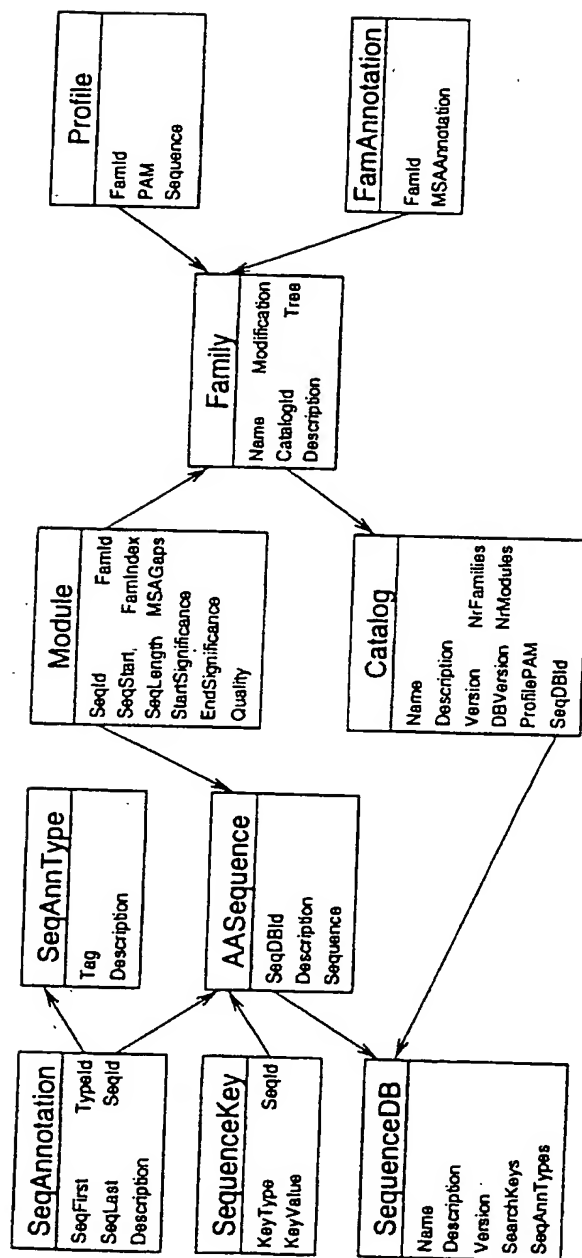 SeqAnnotation
SeqFirst TypeId
SeqLast SeqId
Description
SeqAnnType
Tag
Description
Module
SeqId FamId
SeqStart, FamIndex
SeqLength MSAGaps
StartSignificance
EndSignificance
Quality
Profile
FamId
PAM
Sequence
SequenceKey
KeyType SeqId
KeyValue
AASequence
SeqDBId
Description
Sequence
Family
Name Modification
CatalogId Tree
Description
FamAnnotation
FamId
MSAAnnotation
SequenceDB
Name
Description
Version
SearchKeys
SeqAnnTypes
Catalog
Name
Description
Version NrFamilies
DBVersion NrModules
ProfilePAM
SeqDBId